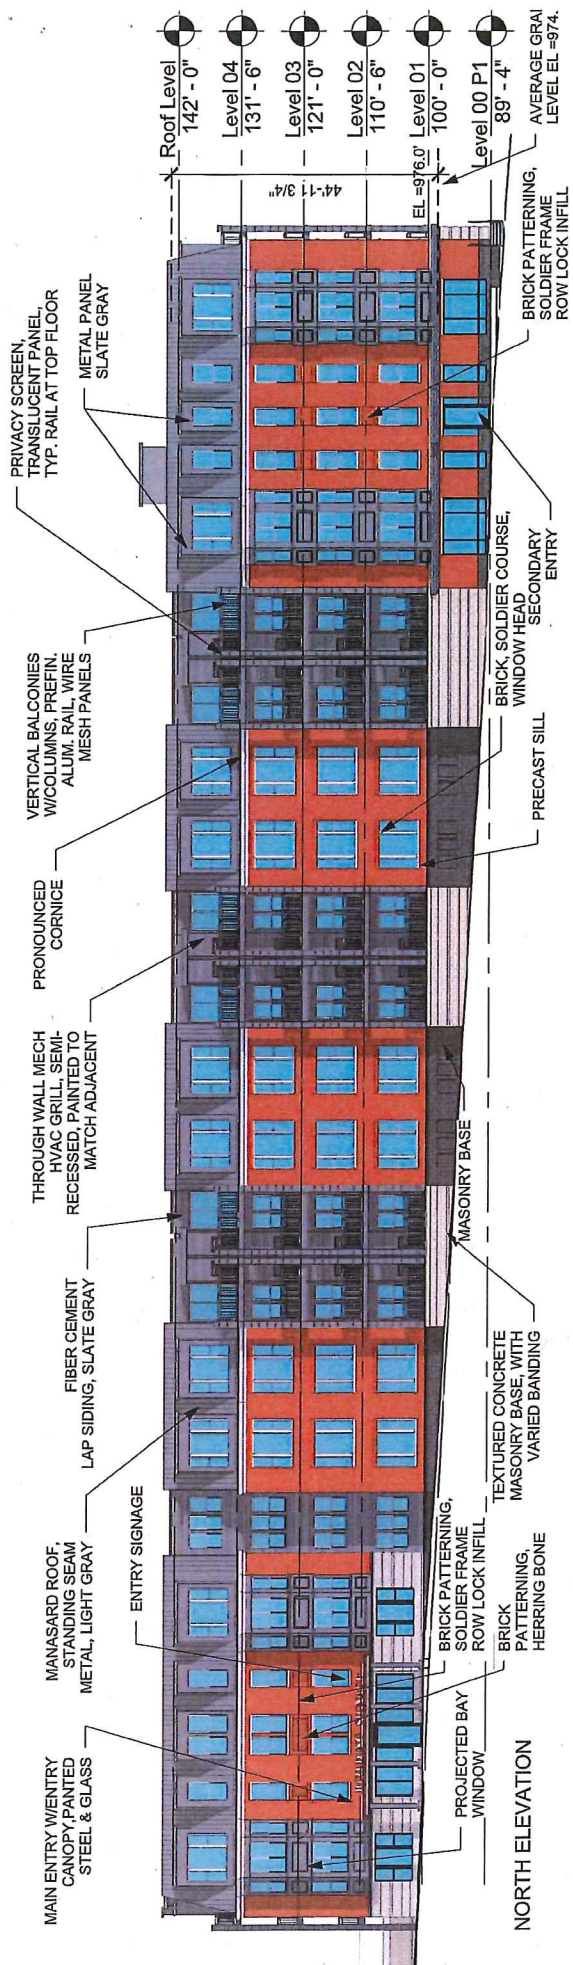 MAIN ENTRY W/ENTRY
CANOPY,PANTED
STEEL & GLASS
MANASARD ROOF,
STANDING SEAM
METAL, LIGHT GRAY
ENTRY SIGNAGE
FIBER CEMENT
LAP SIDING, SLATE GRAY
THROUGH WALL MECH
HVAC GRILL, SEMI-
RECESSED, PAINTED TO
MATCH ADJACENT
PRONOUNCED
CORNICE
VERTICAL BALCONIES
W/COLUMNS, PREFIN.
ALUM. RAIL, WIRE
MESH PANELS
PRIVACY SCREEN,
TRANSLUCENT PANEL,
TYP. RAIL AT TOP FLOOR
METAL PANEL
SLATE GRAY
Roof Level
142' - 0"
Level 04
131' - 6"
Level 03
121' - 0"
Level 02
110' - 6"
EL =976.0' Level 01
100' - 0"
Level 00 P1
89' - 4"
44'-11 3/4"
AVERAGE GRAI
LEVEL EL =974.
PROJECTED BAY
WINDOW
BRICK PATTERNING,
SOLDIER FRAME
ROW LOCK INFILL
BRICK
PATTERNING,
HERRING BONE
TEXTURED CONCRETE
MASONRY BASE, WITH
VARIED BANDING
MASONRY BASE
PRECAST SILL
BRICK, SOLDIER COURSE,
WINDOW HEAD
SECONDARY
ENTRY
BRICK PATTERNING,
SOLDIER FRAME
ROW LOCK INFILL
NORTH ELEVATION